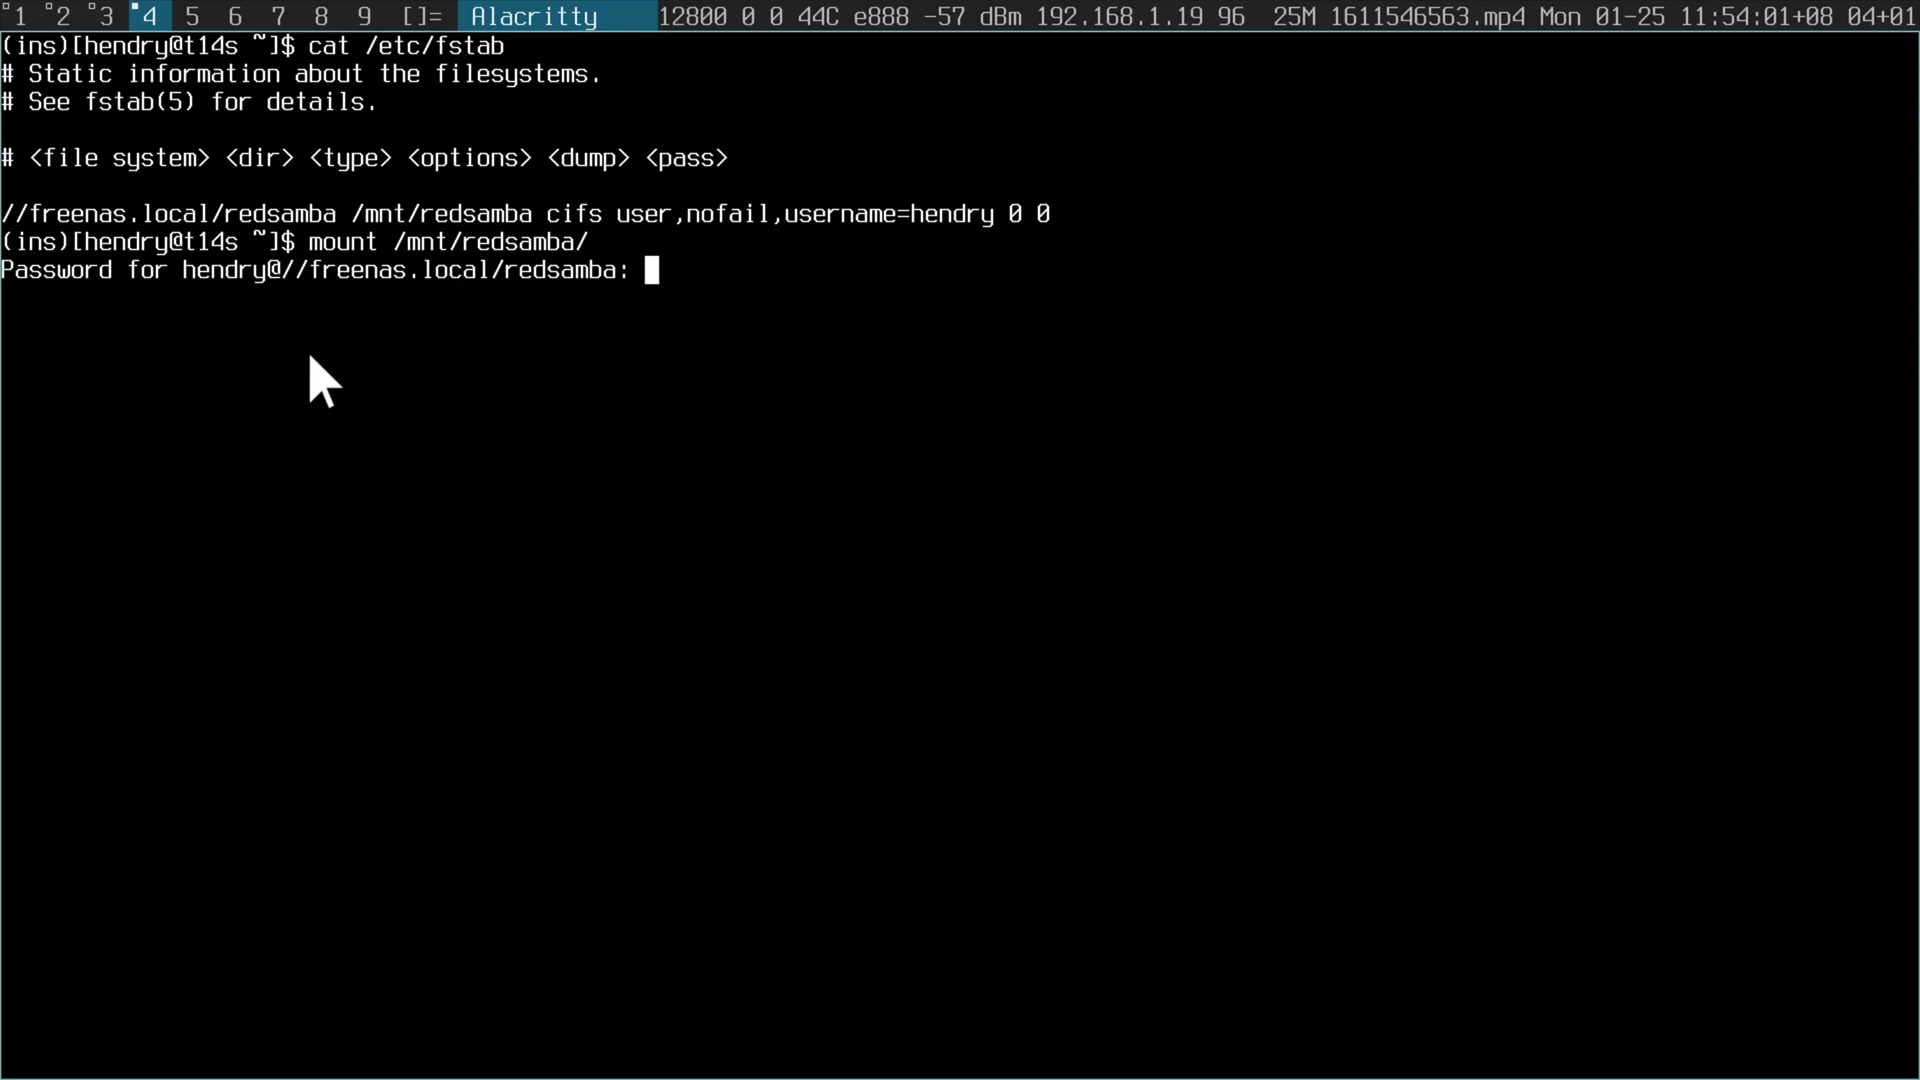 1 2 3 4 5 6 7 8 9 []= Alacritty 12800 0 0 44C e888 -57 dBm 192.168.1.19 96 25M 1611546563.mp4 Mon 01-25 11:54:01+08 04+01
(ins)[hendry@t14s ~]$ cat /etc/fstab
# Static information about the filesystems.
# See fstab(5) for details.
# <file system> <dir> <type> <options> <dump> <pass>
//freenas.local/redsamba /mnt/redsamba cifs user,nofail,username=hendry 0 0
(ins)[hendry@t14s ~]$ mount /mnt/redsamba/
Password for hendry@//freenas.local/redsamba: